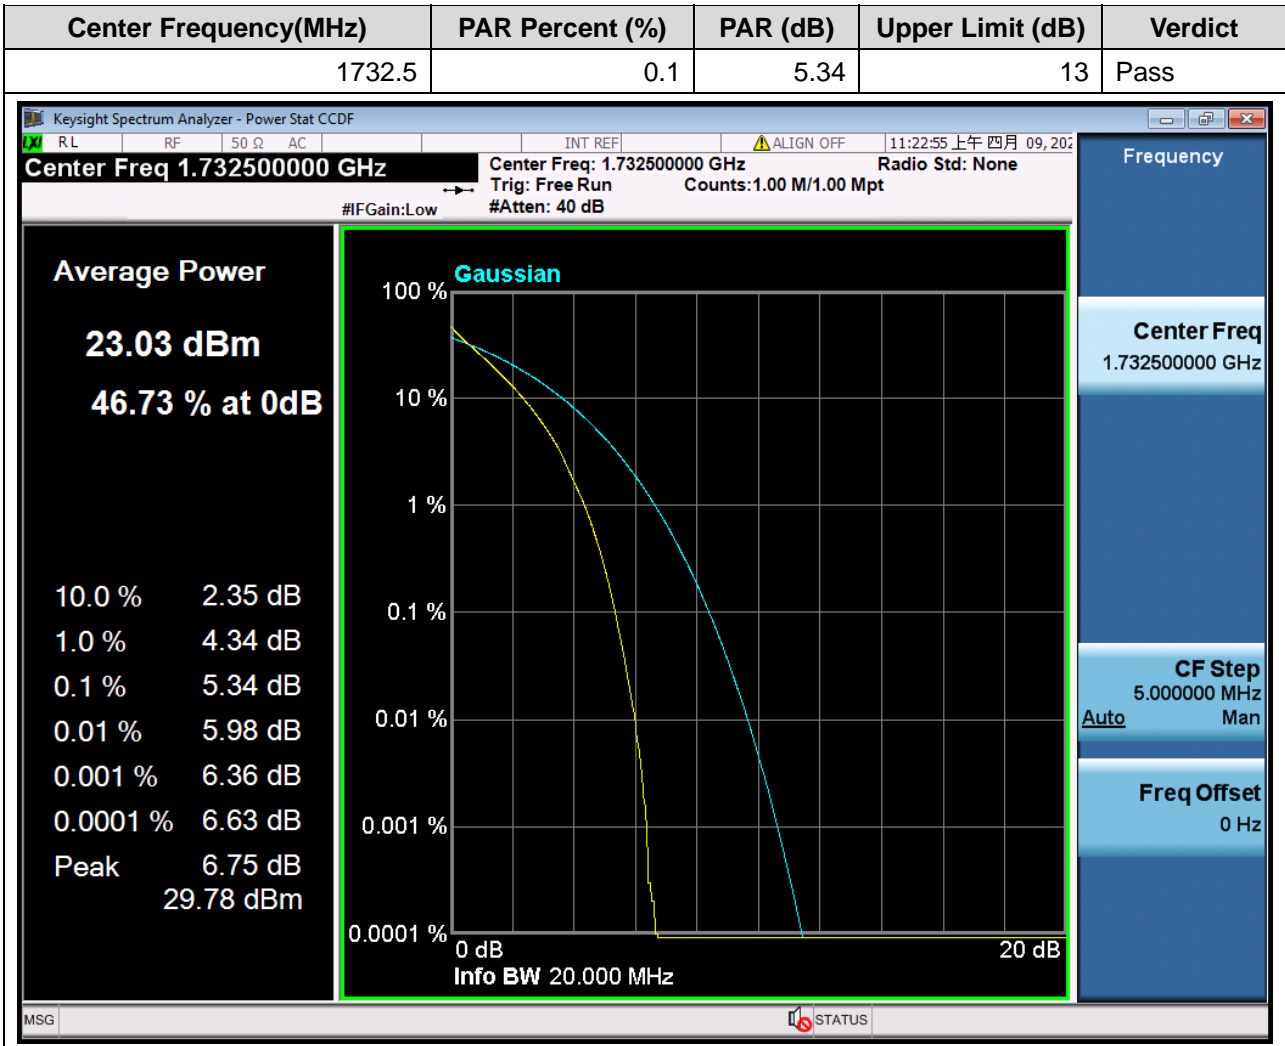 Center Frequency(MHz) PAR Percent (%) PAR (dB) Upper Limit (dB) Verdict
1732.5 0.1 5.34 13 Pass
Keysight Spectrum Analyzer - Power Stat CCDF
LXI RL RF 50 Ω AC INT REF ALIGN OFF 11:22:55 上午 四月 09, 202
Center Freq 1.732500000 GHz
Center Freq: 1.732500000 GHz Radio Std: None
Trig: Free Run Counts:1.00 M/1.00 Mpt
#IFGain:Low #Atten: 40 dB
Frequency
Average Power
23.03 dBm
46.73 % at 0dB
10.0 % 2.35 dB
1.0 % 4.34 dB
0.1 % 5.34 dB
0.01 % 5.98 dB
0.001 % 6.36 dB
0.0001 % 6.63 dB
Peak 6.75 dB
29.78 dBm
Gaussian
100 %
10 %
1 %
0.1 %
0.01 %
0.001 %
0.0001 %
0 dB 20 dB
Info BW 20.000 MHz
Center Freq
1.732500000 GHz
CF Step
5.000000 MHz
Auto Man
Freq Offset
0 Hz
MSG STATUS